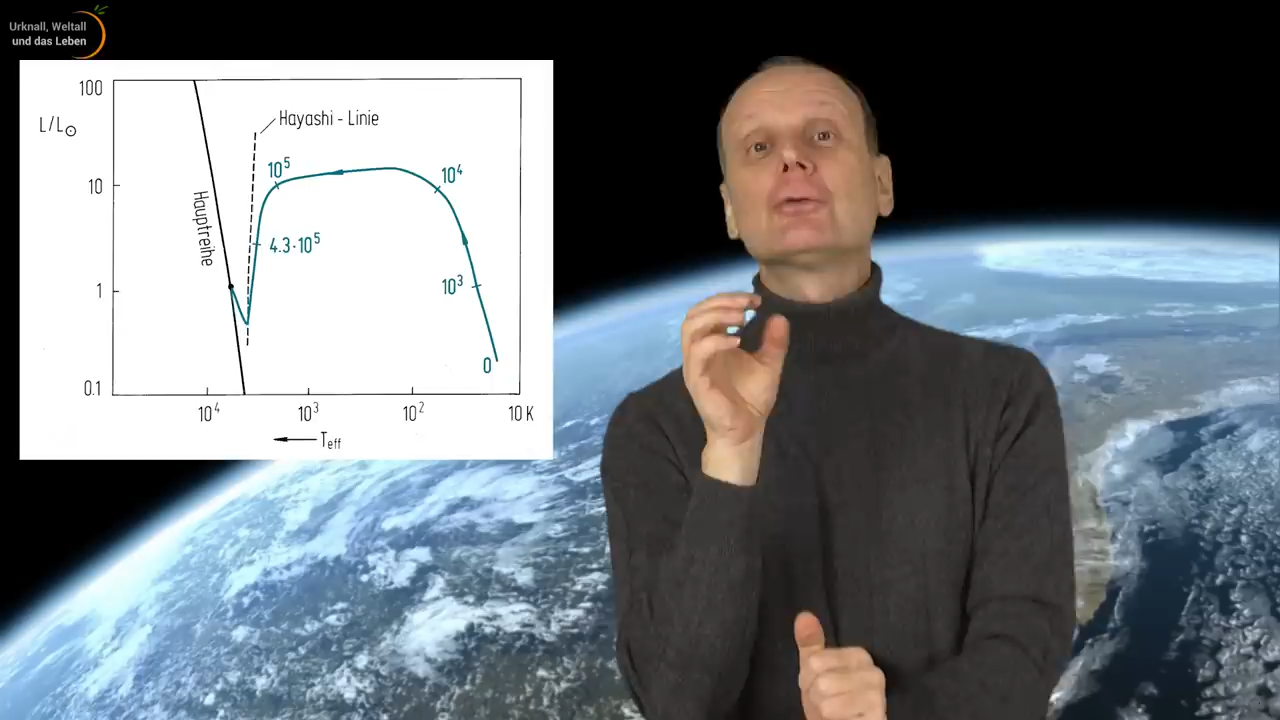 Urknall, Weltall
und das Leben
100
L/L☉
Hayashi - Linie
10⁵
10⁴
10
Hauptreihe
4.3·10⁵
10³
1
0
0.1
10⁴
10³
10²
10 K
← T_eff